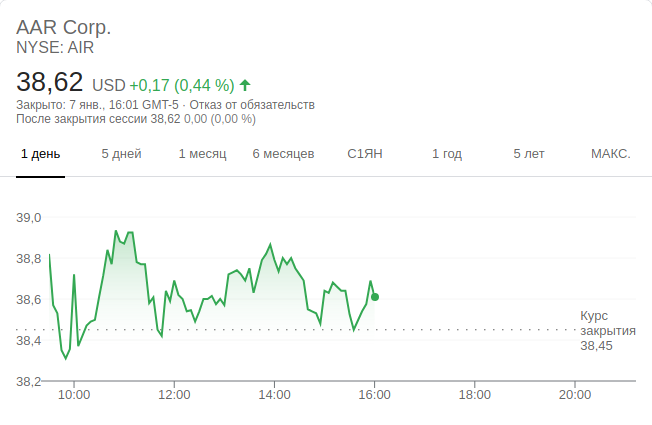 AAR Corp.
NYSE: AIR
38,62 USD +0,17 (0,44 %)
Закрыто: 7 янв., 16:01 GMT-5 · Отказ от обязательств
После закрытия сессии 38,62 0,00 (0,00 %)
1 день 5 дней 1 месяц 6 месяцев С1ЯН 1 год 5 лет МАКС.
39,0
38,8
38,6
Курс
закрытия
38,4
38,45
38,2
10:00 12:00 14:00 16:00 18:00 20:00